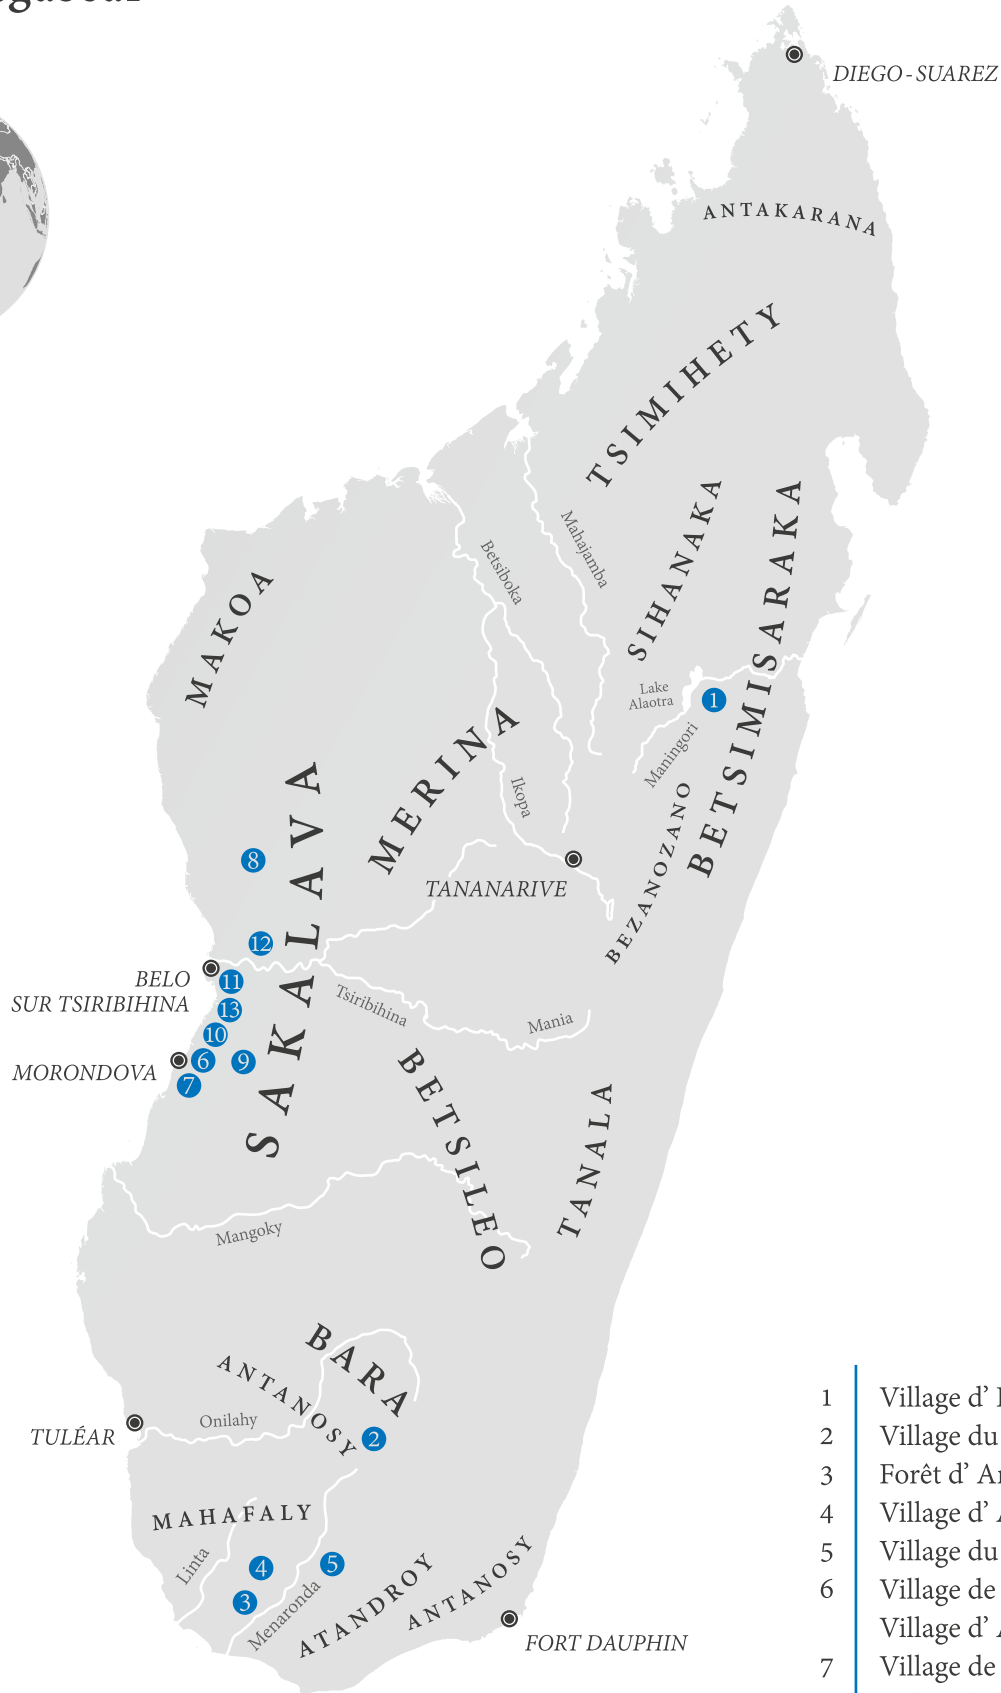 DIEGO-SUAREZ
ANTAKARANA
TSIMIHETY
SIHANAKA
BETSIMISARAKA
Mahajamba
Betsiboka
MAKOA
Lake
Alaotra
1
Maningori
MERINA
Ikopa
BEZANOZANO
SAKALAVA
8
TANANARIVE
12
BELO
SUR TSIRIBIHINA
11
13
10
6
9
7
MORONDOVA
Tsiribihina
Mania
BETSILEO
TANALA
Mangoky
BARA
ANTANOSY
Onilahy
2
TULÉAR
MAHAFALY
Linta
4
5
3
Menaronda
ATANDROY
ANTANOSY
FORT DAUPHIN
1 Village d'
2 Village du
3 Forêt d'
4 Village d'
5 Village du
6 Village de
Village d'
7 Village de